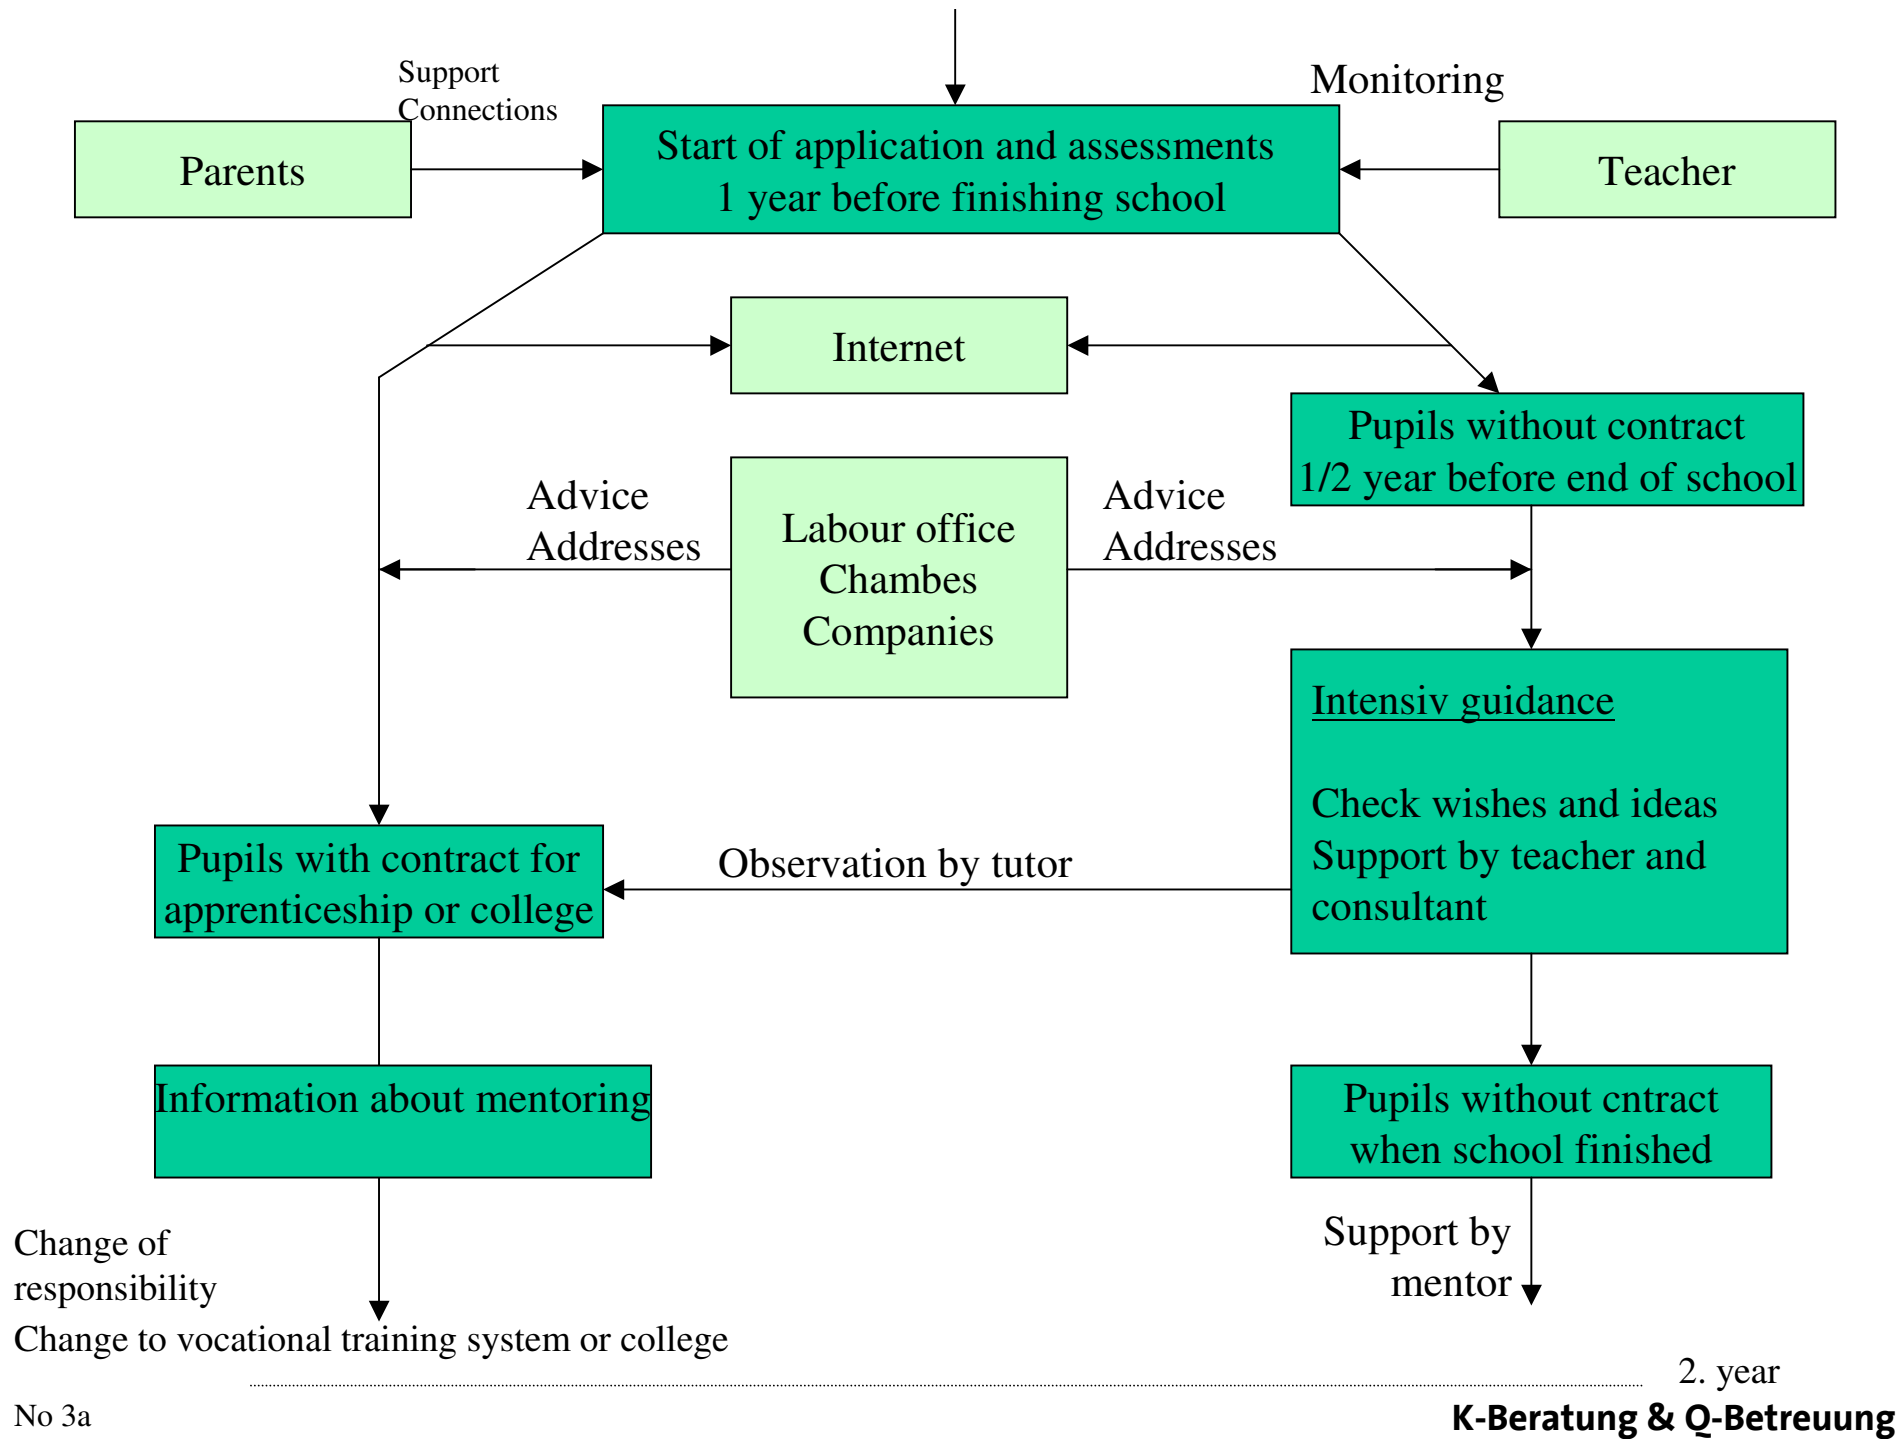 Support
Connections
Monitoring
Parents
Start of application and assessments
1 year before finishing school
Teacher
Internet
Pupils without contract
1/2 year before end of school
Advice
Addresses
Labour office
Chambes
Companies
Advice
Addresses
Intensiv guidance
Check wishes and ideas
Support by teacher and
consultant
Pupils with contract for
apprenticeship or college
Observation by tutor
Information about mentoring
Pupils without cntract
when school finished
Change of
responsibility
Support by
mentor
Change to vocational training system or college
2. year
No 3a
K-Beratung & Q-Betreuung